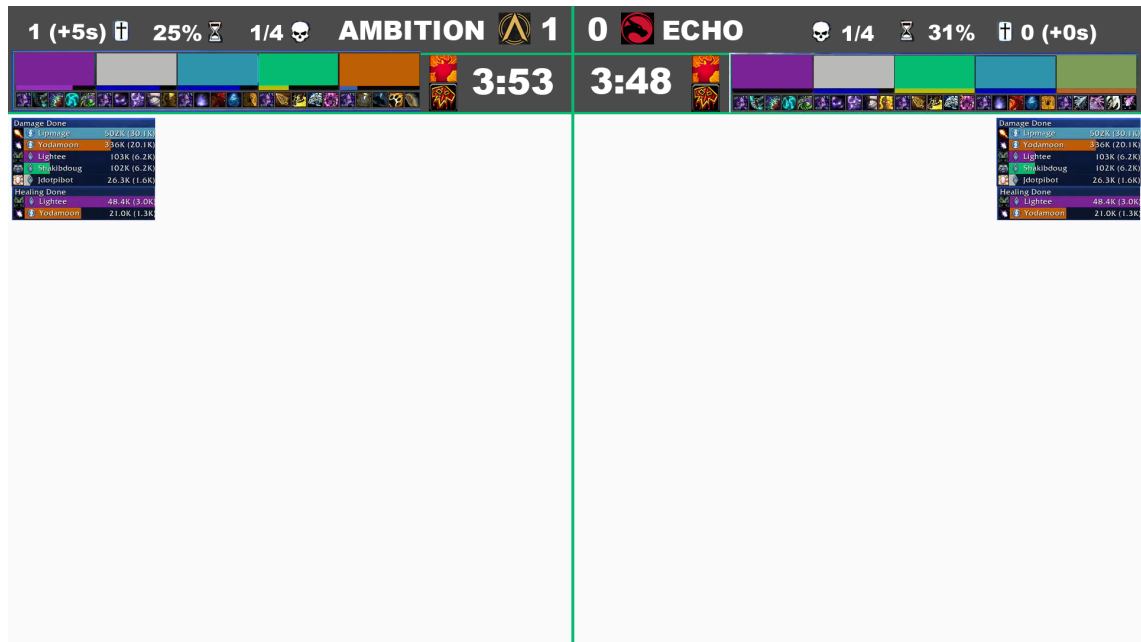 1 (+5s) 25% 1/4 AMBITION 1
0 ECHO 1/4 31% 0 (+0s)
3:53
3:48
Damage Done
Lipmage 502K (30.1K)
Yodamoon 336K (20.1K)
Lightee 103K (6.2K)
Shakibdoug 102K (6.2K)
Jdotpibot 26.3K (1.6K)
Healing Done
Lightee 48.4K (3.0K)
Yodamoon 21.0K (1.3K)
Damage Done
Lipmage 502K (30.1K)
Yodamoon 336K (20.1K)
Lightee 103K (6.2K)
Shakibdoug 102K (6.2K)
Jdotpibot 26.3K (1.6K)
Healing Done
Lightee 48.4K (3.0K)
Yodamoon 21.0K (1.3K)